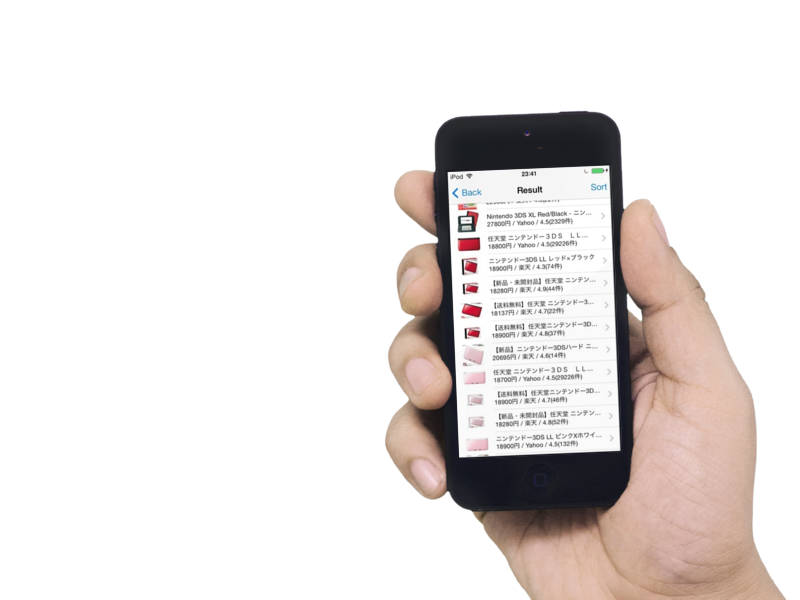 iPod 23:41
Back Result Sort
Nintendo 3DS XL Red/Black - ニン...
27800円 / Yahoo / 4.5(2329件)
任天堂 ニンテンドー３ＤＳ　ＬＬ...
18800円 / Yahoo / 4.5(29226件)
ニンテンドー3DS LL レッド×ブラック
18900円 / 楽天 / 4.3(74件)
【新品・未開封品】任天堂 ニンテン...
18280円 / 楽天 / 4.9(44件)
【送料無料】任天堂 ニンテンドー3...
18137円 / 楽天 / 4.7(22件)
【送料無料】任天堂ニンテンドー3D...
18900円 / 楽天 / 4.8(37件)
【新品】ニンテンドー3DSハード ニ...
20695円 / 楽天 / 4.6(14件)
任天堂 ニンテンドー３ＤＳ　ＬＬ...
18700円 / Yahoo / 4.5(29226件)
【送料無料】任天堂ニンテンドー3D...
18900円 / 楽天 / 4.7(46件)
【新品・未開封品】任天堂 ニンテン...
18280円 / 楽天 / 4.8(52件)
ニンテンドー3DS LL ピンクXホワイ...
18900円 / Yahoo / 4.5(132件)